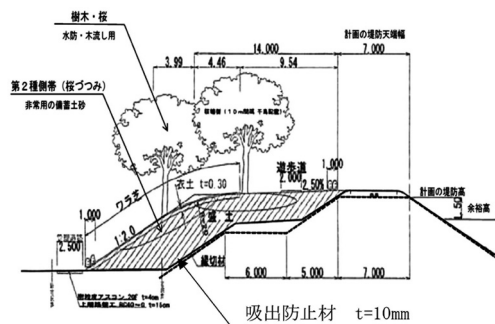 樹木・桜
水防・木流し用
14,000
計画の堤防天端幅
7,000
3.99
4.46
9.54
第2種側帯（桜づつみ）
非常用の備蓄土砂
遊歩道
1,000
2,000
2.50%
衣土 t=0.30
ワラ芝
計画の堤防高
余裕高
1.50
1,000
2.500
1:2.0
盛土
縁切材
6,000
5,000
7,000
吸出防止材 t=10mm